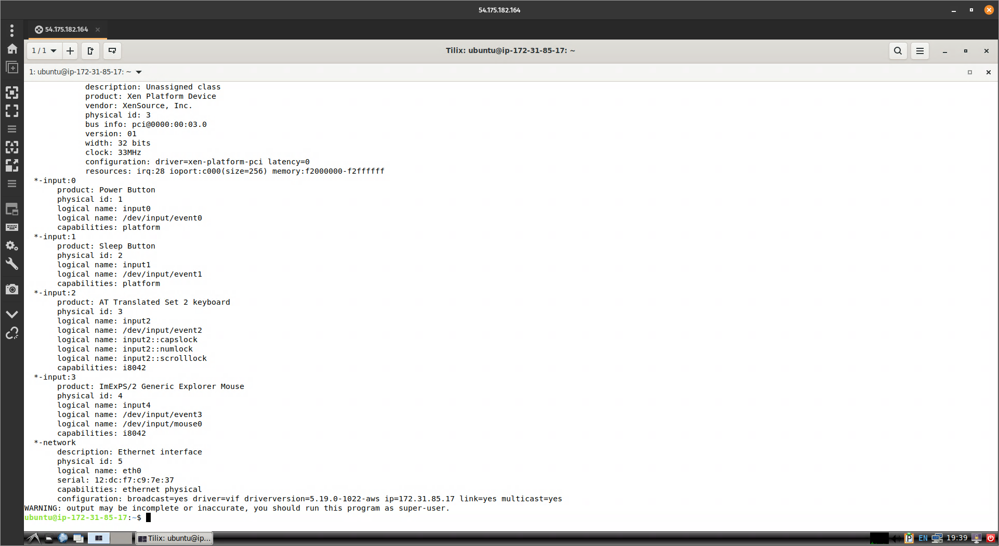 54.175.182.164
54.175.182.164
1 / 1
Tilix: ubuntu@ip-172-31-85-17: ~
1: ubuntu@ip-172-31-85-17: ~
description: Unassigned class
product: Xen Platform Device
vendor: XenSource, Inc.
physical id: 3
bus info: pci@0000:00:03.0
version: 01
width: 32 bits
clock: 33MHz
configuration: driver=xen-platform-pci latency=0
resources: irq:28 ioport:c000(size=256) memory:f2000000-f2ffffff
*-input:0
product: Power Button
physical id: 1
logical name: input0
logical name: /dev/input/event0
capabilities: platform
*-input:1
product: Sleep Button
physical id: 2
logical name: input1
logical name: /dev/input/event1
capabilities: platform
*-input:2
product: AT Translated Set 2 keyboard
physical id: 3
logical name: input2
logical name: /dev/input/event2
logical name: input2::capslock
logical name: input2::numlock
logical name: input2::scrolllock
capabilities: i8042
*-input:3
product: ImExPS/2 Generic Explorer Mouse
physical id: 4
logical name: input4
logical name: /dev/input/event3
logical name: /dev/input/mouse0
capabilities: i8042
*-network
description: Ethernet interface
physical id: 5
logical name: eth0
serial: 12:dc:f7:c9:7e:37
capabilities: ethernet physical
configuration: broadcast=yes driver=vif driverversion=5.19.0-1022-aws ip=172.31.85.17 link=yes multicast=yes
WARNING: output may be incomplete or inaccurate, you should run this program as super-user.
ubuntu@ip-172-31-85-17:~$
Tilix: ubuntu@ip... P EN 19:39